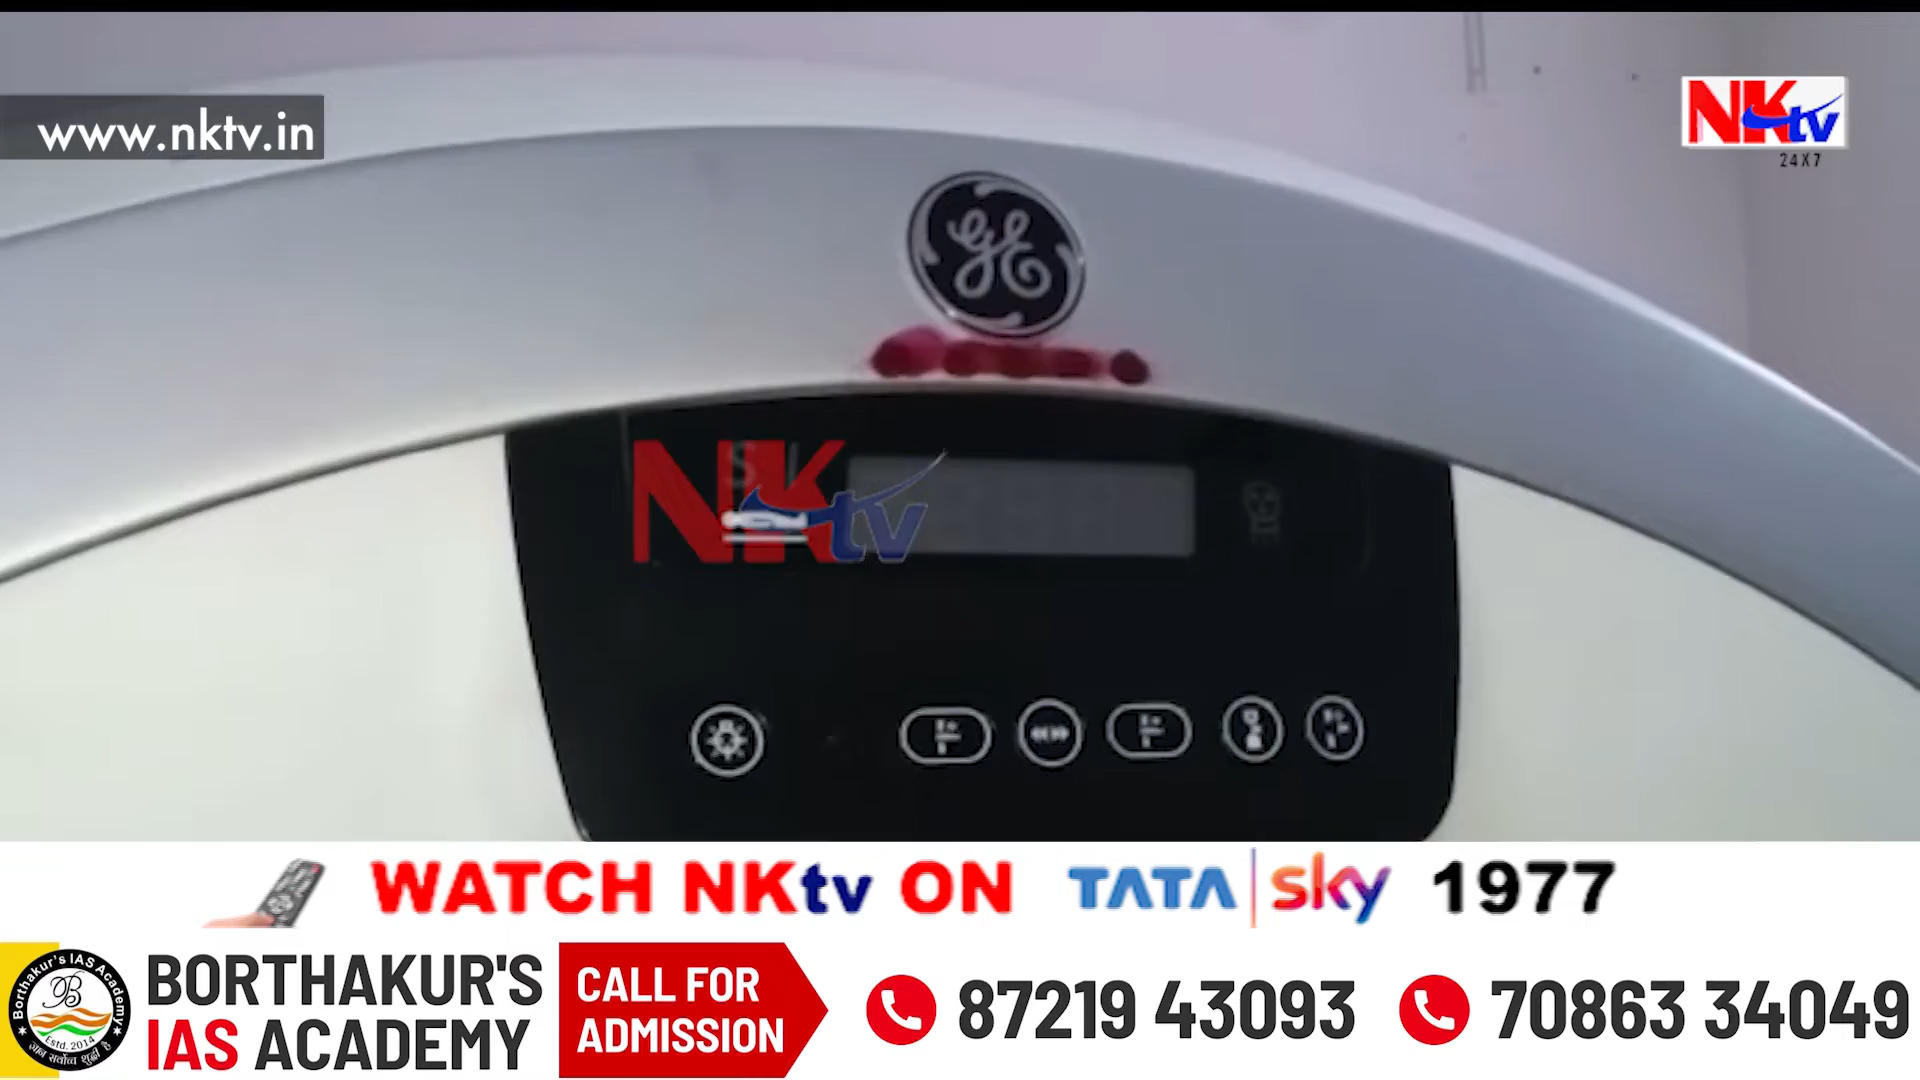 www.nktv.in
NKtv
24X7
GE
NKtv
WATCH NKtv ON TATA sky 1977
Borthakur's IAS Academy
B
Estd. 2014
BORTHAKUR'S
IAS ACADEMY
CALL FOR
ADMISSION
87219 43093
70863 34049